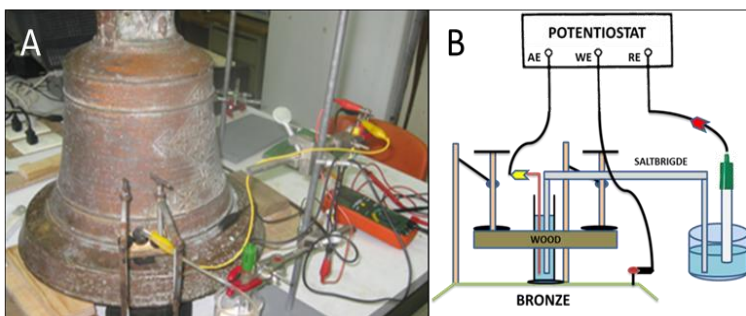 A
B
POTENTIOSTAT
AE WE RE
SALTBRIGDE
WOOD
BRONZE